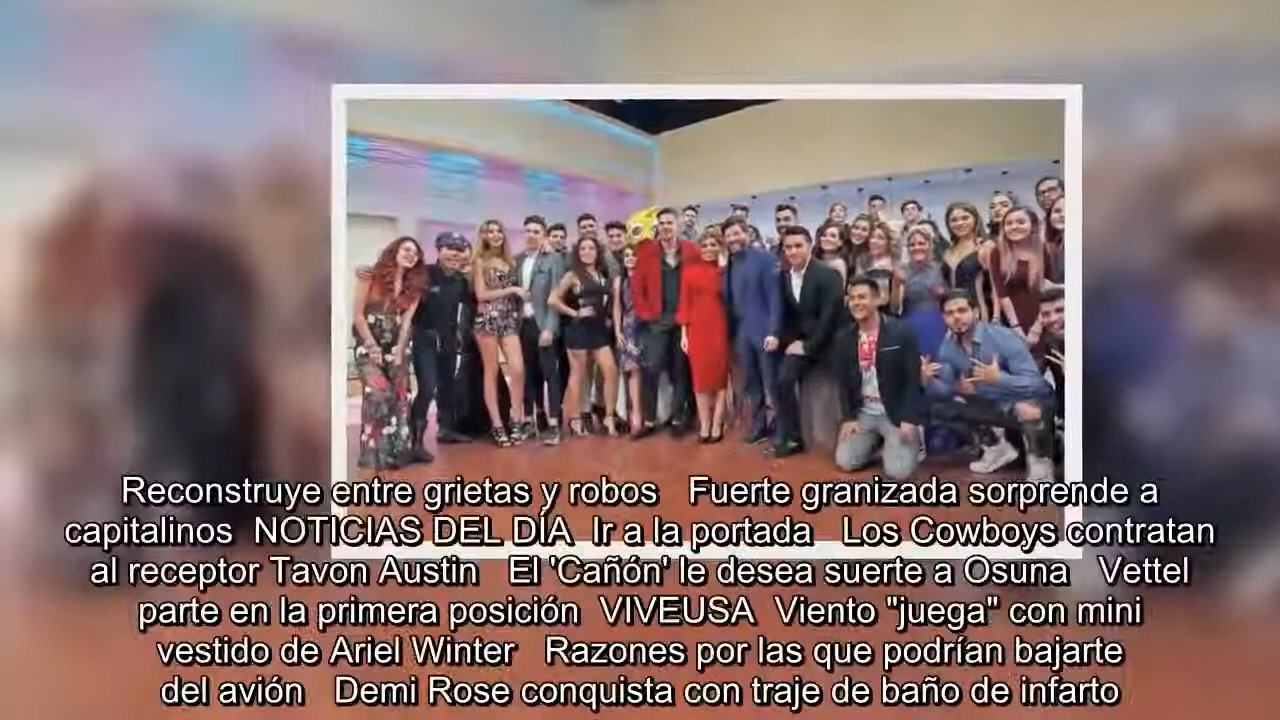 Reconstruye entre grietas y robos   Fuerte granizada sorprende a
capitalinos  NOTICIAS DEL DÍA  Ir a la portada   Los Cowboys contratan
al receptor Tavon Austin   El 'Cañón' le desea suerte a Osuna   Vettel
parte en la primera posición  VIVEUSA  Viento "juega" con mini
vestido de Ariel Winter   Razones por las que podrían bajarte
del avión   Demi Rose conquista con traje de baño de infarto